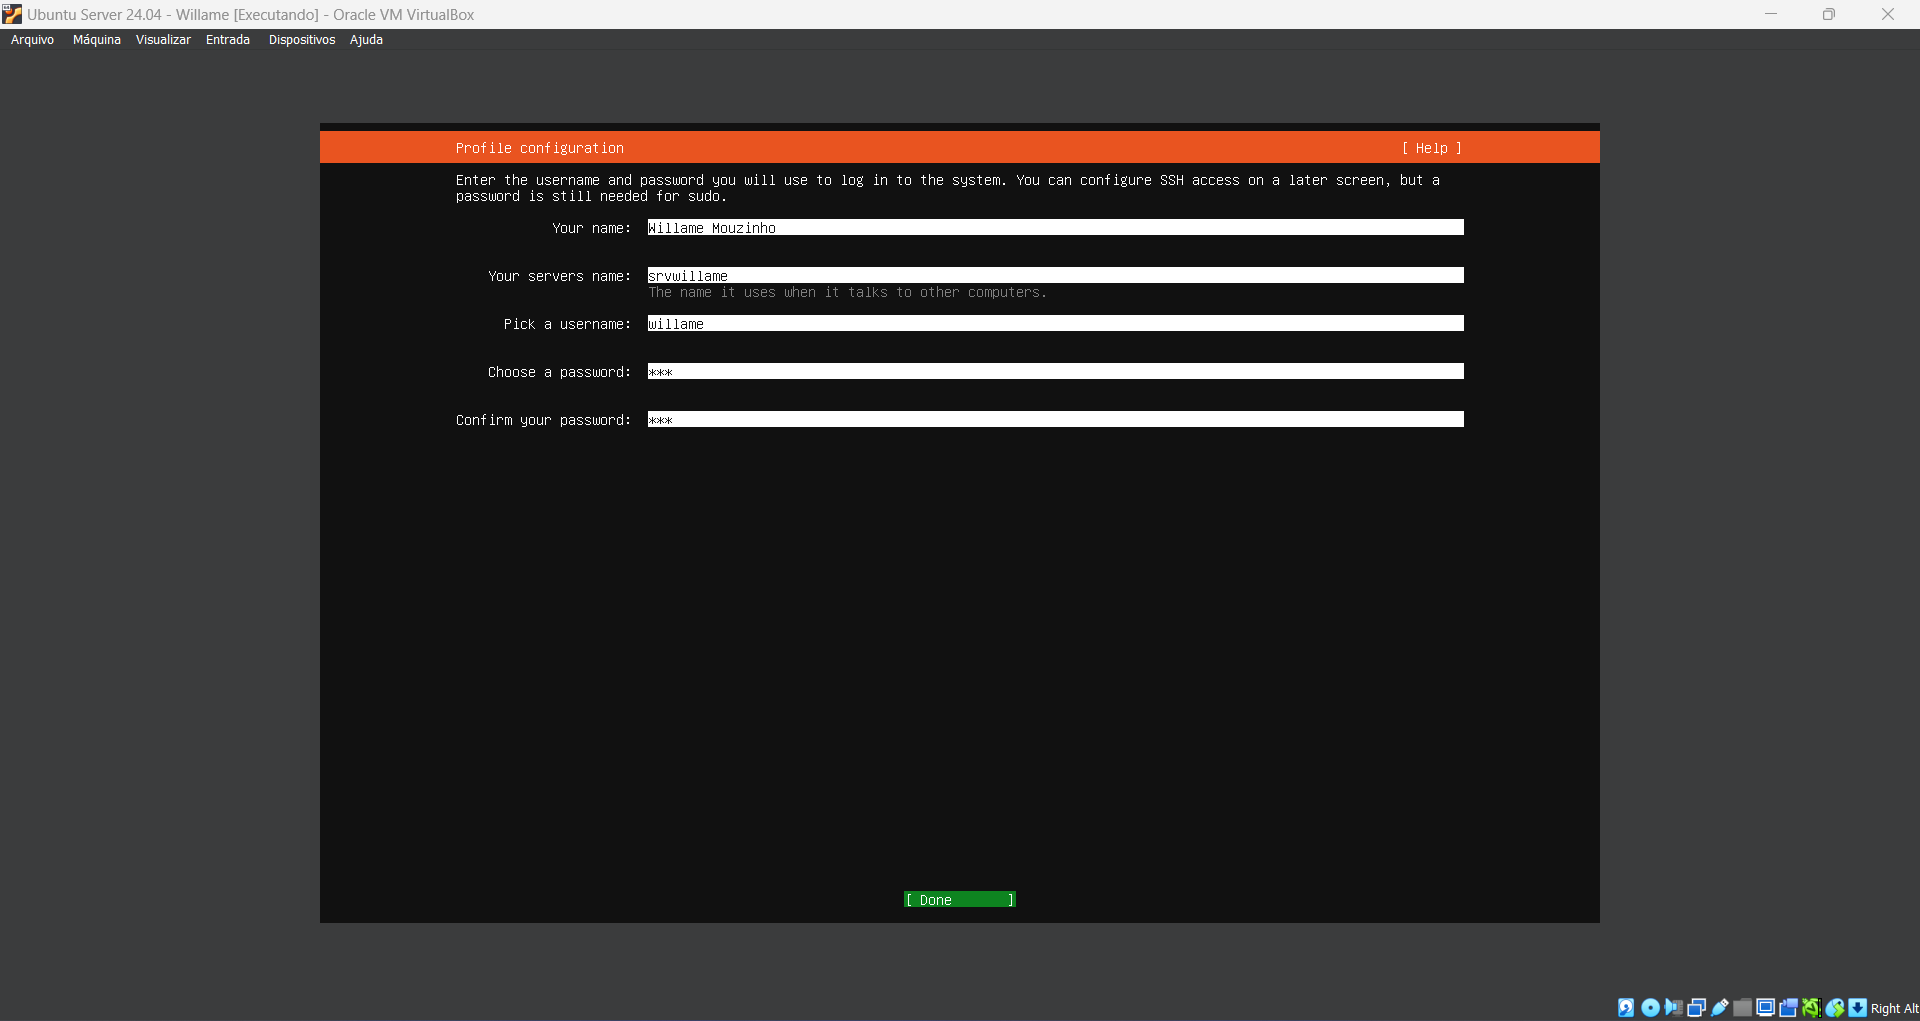 Ubuntu Server 24.04 - Willame [Executando] - Oracle VM VirtualBox
Arquivo Máquina Visualizar Entrada Dispositivos Ajuda
Profile configuration [ Help ]
Enter the username and password you will use to log in to the system. You can configure SSH access on a later screen, but a
password is still needed for sudo.
Your name: Willame Mouzinho
Your servers name: srvwillame
The name it uses when it talks to other computers.
Pick a username: willame
Choose a password: ***
Confirm your password: ***
[ Done ]
Right Alt